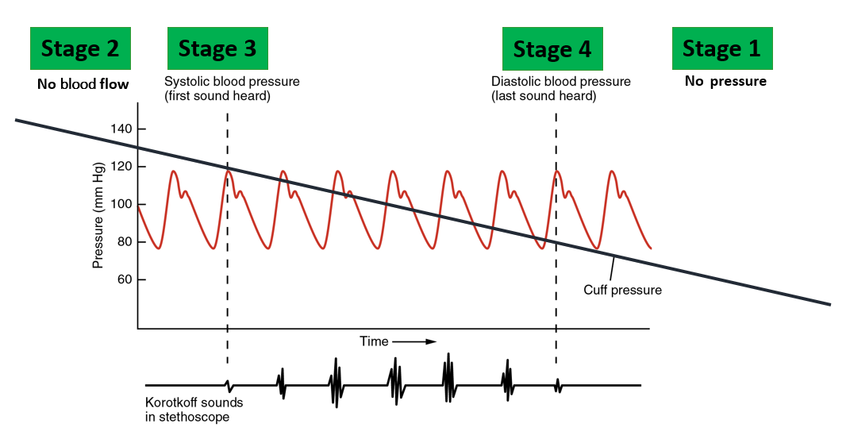 Stage 2
Stage 3
Stage 4
Stage 1
No blood flow
Systolic blood pressure
(first sound heard)
Diastolic blood pressure
(last sound heard)
No pressure
Pressure (mm Hg)
140
120
100
80
60
Cuff pressure
Time
Korotkoff sounds
in stethoscope